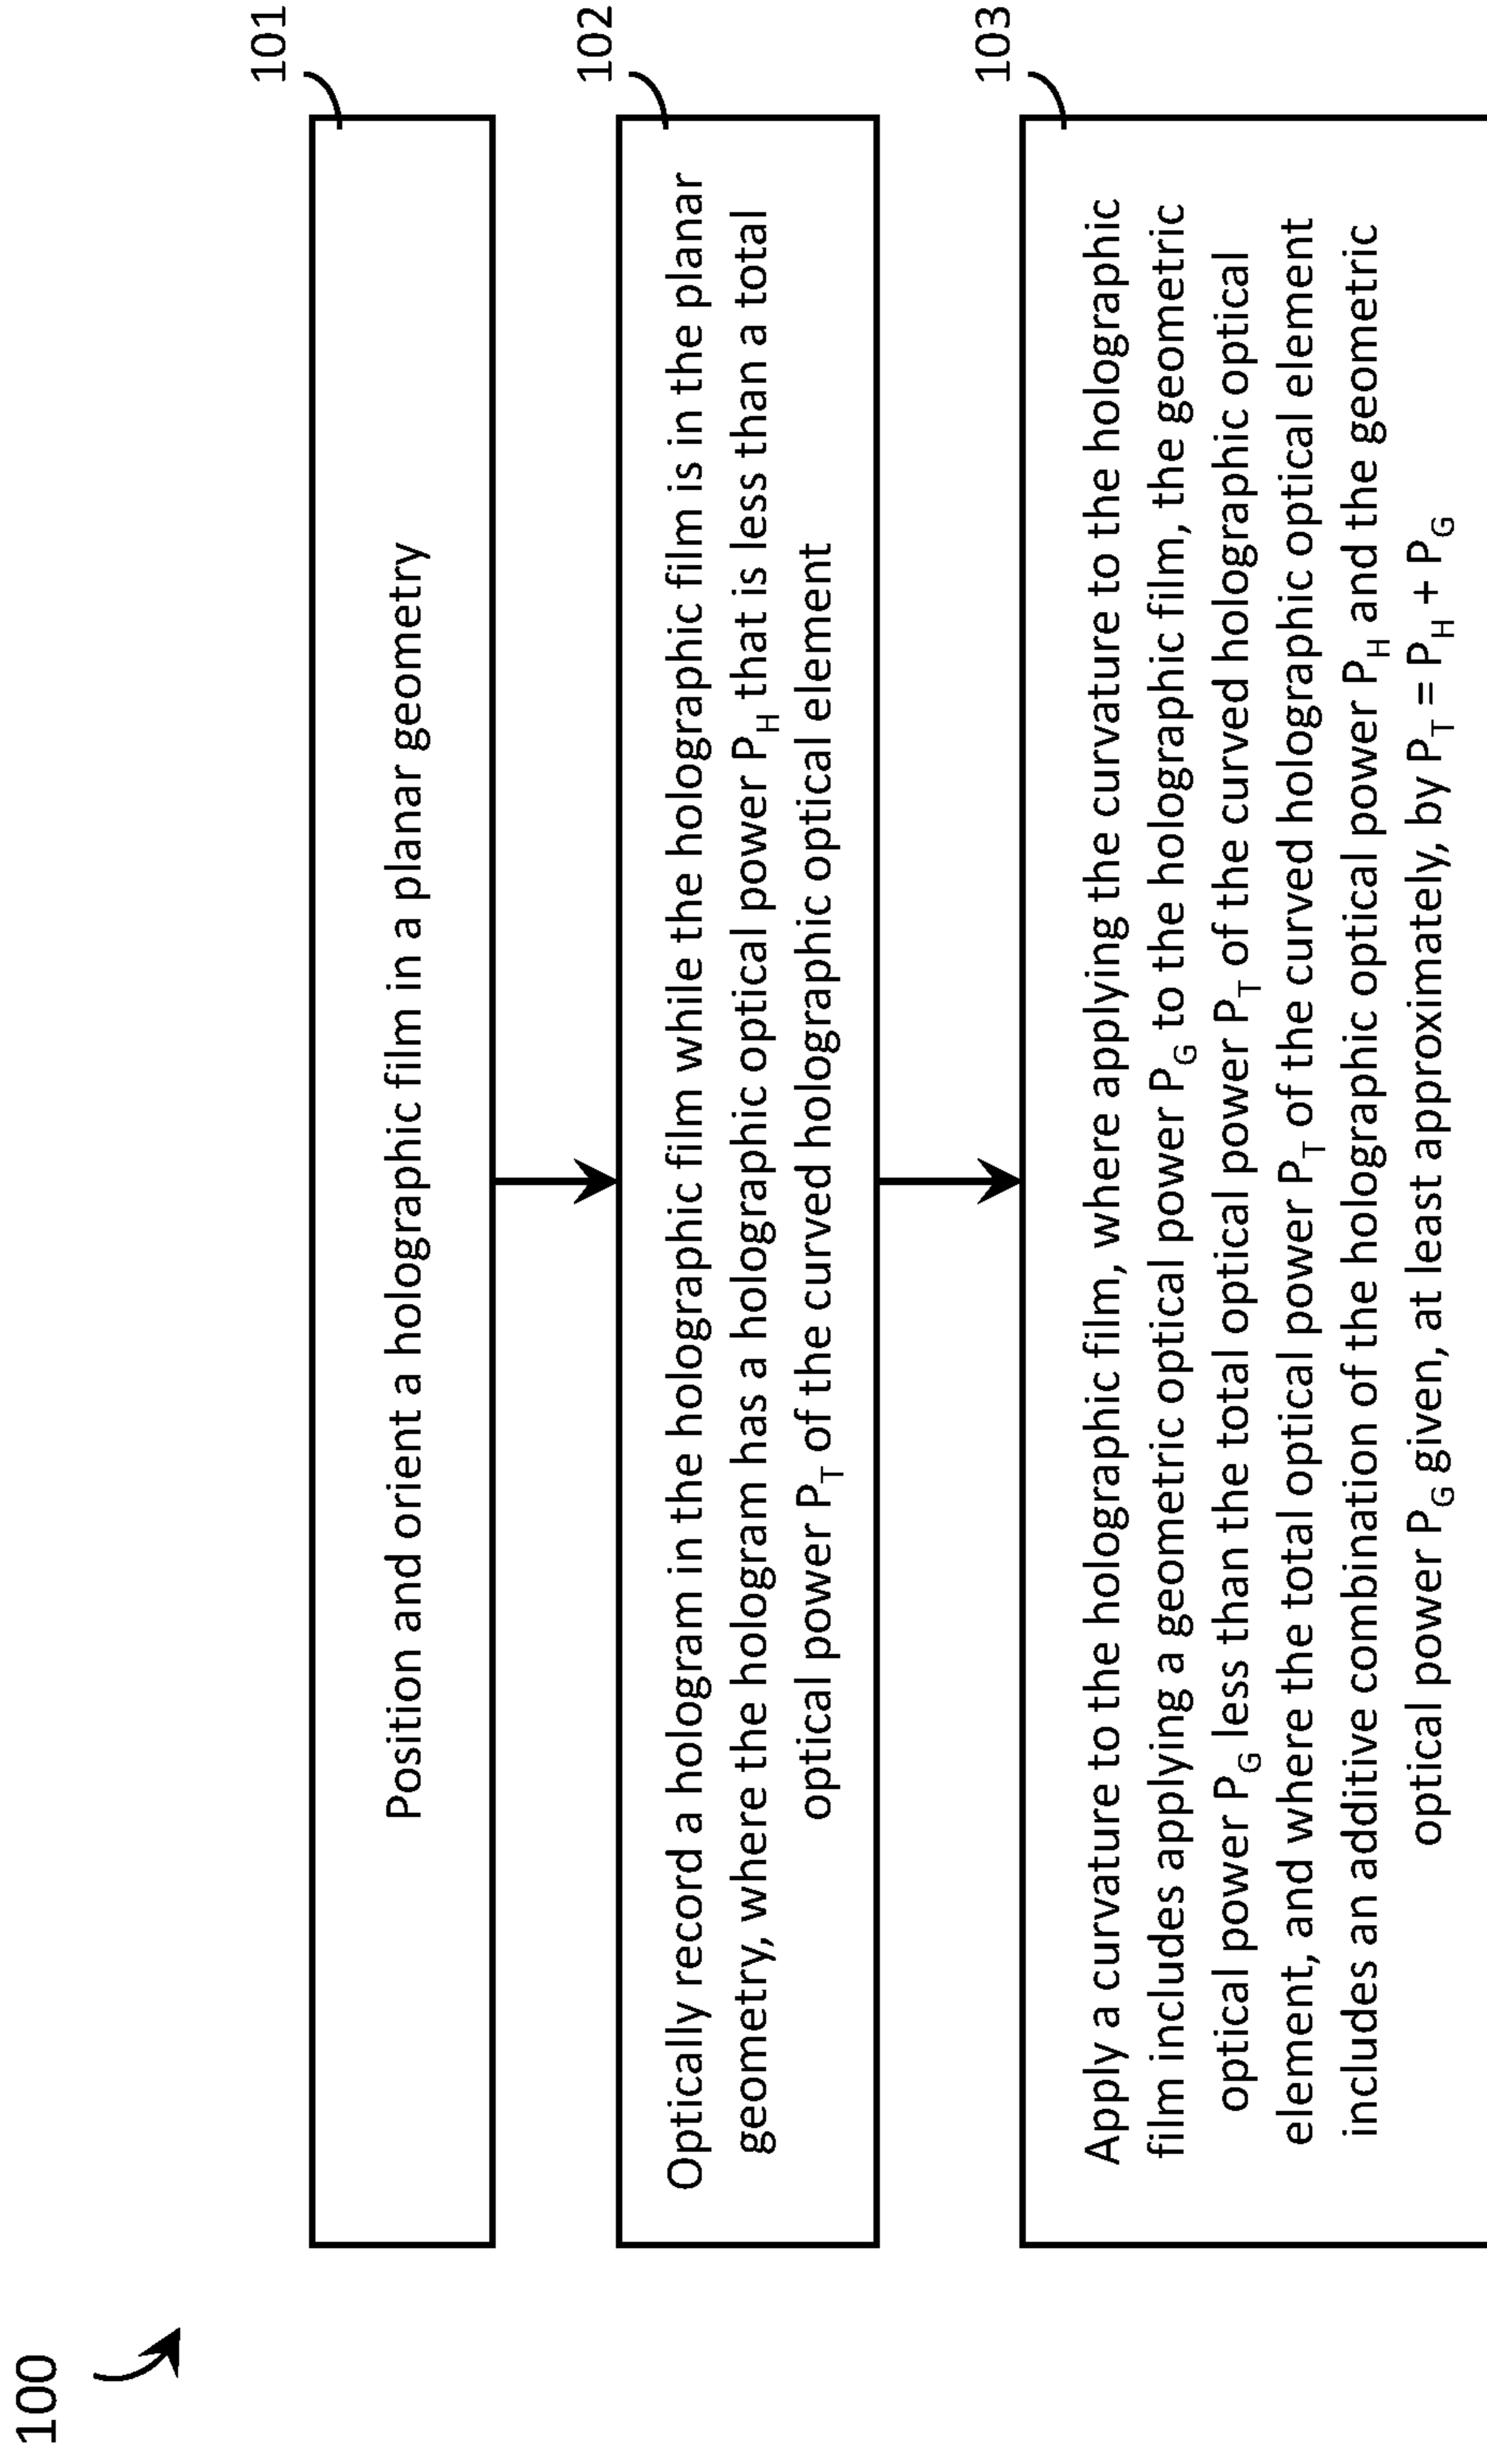 100
101
Position and orient a holographic film in a planar geometry
102
Optically record a hologram in the holographic film while the holographic film is in the planar
geometry, where the hologram has a holographic optical power P_H that is less than a total
optical power P_T of the curved holographic optical element
103
Apply a curvature to the holographic film, where applying the curvature to the holographic
film includes applying a geometric optical power P_G to the holographic film, the geometric
optical power P_G less than the total optical power P_T of the curved holographic optical
element, and where the total optical power P_T of the curved holographic optical element
includes an additive combination of the holographic optical power P_H and the geometric
optical power P_G given, at least approximately, by P_T = P_H + P_G